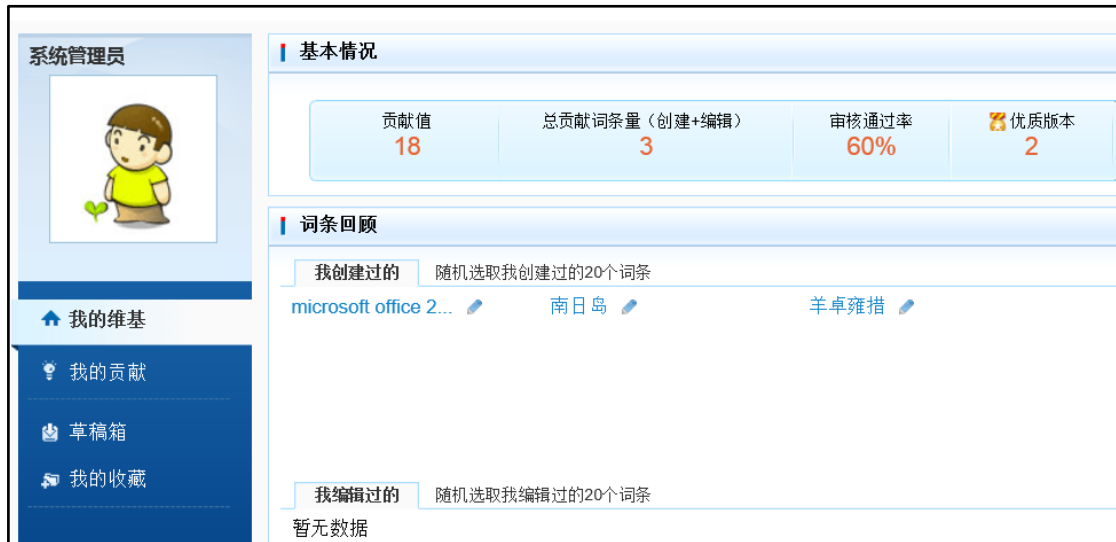 系统管理员
我的维基
我的贡献
草稿箱
我的收藏
基本情况
贡献值 总贡献词条量（创建+编辑） 审核通过率 优质版本
18 3 60% 2
词条回顾
我创建过的 随机选取我创建过的20个词条
microsoft office 2... 南日岛 羊卓雍措
我编辑过的 随机选取我编辑过的20个词条
暂无数据